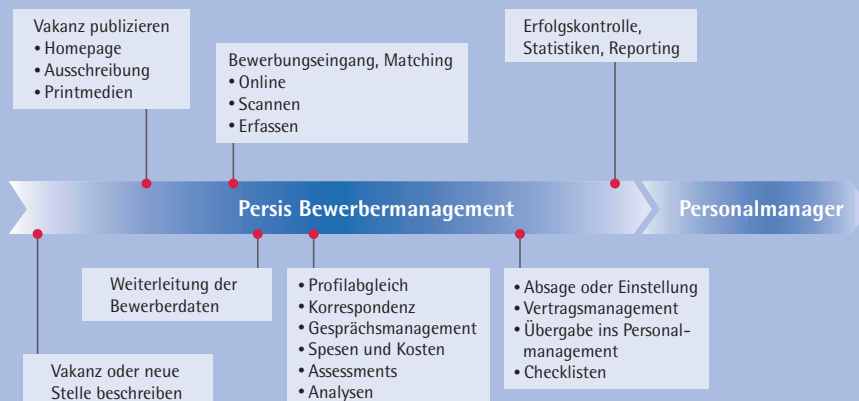 Vakanz publizieren
• Homepage
• Ausschreibung
• Printmedien
Bewerbungseingang, Matching
• Online
• Scannen
• Erfassen
Erfolgskontrolle,
Statistiken, Reporting
Persis Bewerbermanagement
Personalmanager
Weiterleitung der
Bewerberdaten
• Profilabgleich
• Korrespondenz
• Gesprächsmanagement
• Spesen und Kosten
• Assessments
• Analysen
• Absage oder Einstellung
• Vertragsmanagement
• Übergabe ins Personal-
management
• Checklisten
Vakanz oder neue
Stelle beschreiben